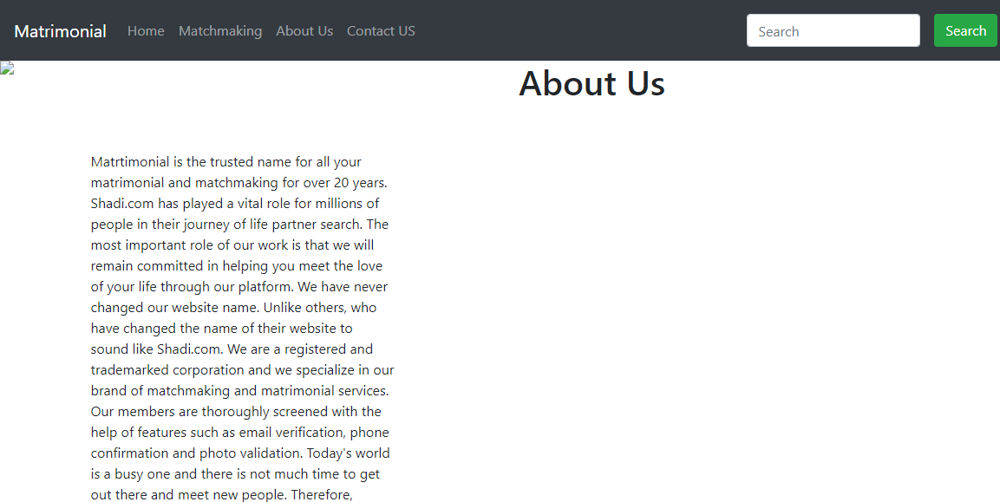 Matrimonial Home Matchmaking About Us Contact US Search Search
About Us
Matrtimonial is the trusted name for all your
matrimonial and matchmaking for over 20 years.
Shadi.com has played a vital role for millions of
people in their journey of life partner search. The
most important role of our work is that we will
remain committed in helping you meet the love
of your life through our platform. We have never
changed our website name. Unlike others, who
have changed the name of their website to
sound like Shadi.com. We are a registered and
trademarked corporation and we specialize in our
brand of matchmaking and matrimonial services.
Our members are thoroughly screened with the
help of features such as email verification, phone
confirmation and photo validation. Today's world
is a busy one and there is not much time to get
out there and meet new people. Therefore,